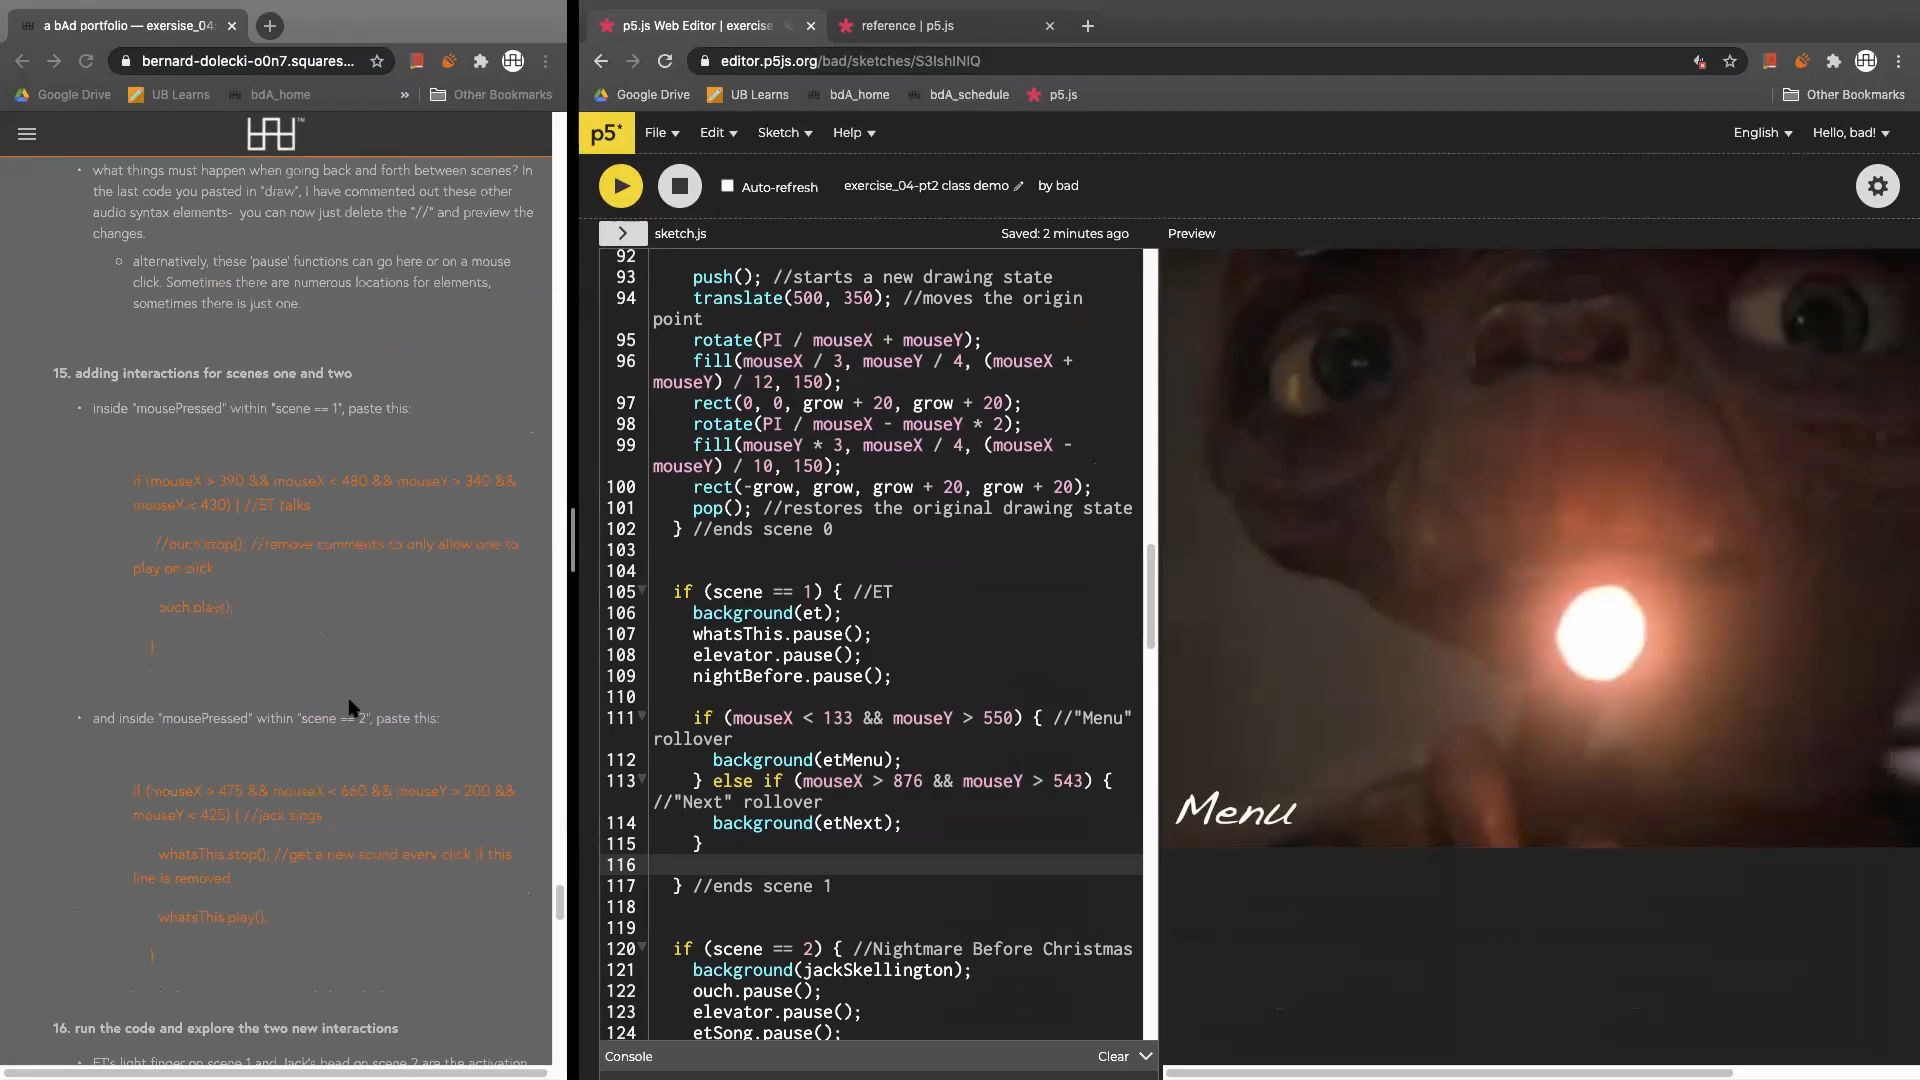 a bAd portfolio — exersise_04
p5.js Web Editor | exercise
reference | p5.js
bernard-dolecki-o0n7.squares...
editor.p5js.org/bad/sketches/S3IshINIQ
Google Drive
UB Learns
bdA_home
»
Other Bookmarks
Google Drive
UB Learns
bdA_home
bdA_schedule
p5.js
Other Bookmarks
what things must happen when going back and forth between scenes? In
the last code you pasted in "draw", I have commented out these other
audio syntax elements- you can now just delete the "//" and preview the
changes.
alternatively, these 'pause' functions can go here or on a mouse
click. Sometimes there are numerous locations for elements,
sometimes there is just one.
15. adding interactions for scenes one and two
inside "mousePressed" within "scene == 1", paste this:
if (mouseX > 390 && mouseX < 480 && mouseY > 340 &&
mouseY < 430) { //ET talks
//ouch.stop(); //remove comments to only allow one to
play on click
ouch.play();
}
and inside "mousePressed" within "scene == 2", paste this:
if (mouseX > 475 && mouseX < 660 && mouseY > 200 &&
mouseY < 425) { //jack sings
whatsThis.stop(); //get a new sound every click if this
line is removed
whatsThis.play();
}
16. run the code and explore the two new interactions
ET's light finger on scene 1 and Jack's head on scene 2 are the activation
p5*
File
Edit
Sketch
Help
English
Hello, bad!
Auto-refresh
exercise_04-pt2 class demo
by bad
sketch.js
Saved: 2 minutes ago
Preview
92
93 push(); //starts a new drawing state
94 translate(500, 350); //moves the origin
point
95 rotate(PI / mouseX + mouseY);
96 fill(mouseX / 3, mouseY / 4, (mouseX +
mouseY) / 12, 150);
97 rect(0, 0, grow + 20, grow + 20);
98 rotate(PI / mouseX - mouseY * 2);
99 fill(mouseY * 3, mouseX / 4, (mouseX -
mouseY) / 10, 150);
100 rect(-grow, grow, grow + 20, grow + 20);
101 pop(); //restores the original drawing state
102 } //ends scene 0
103
104
105 if (scene == 1) { //ET
106 background(et);
107 whatsThis.pause();
108 elevator.pause();
109 nightBefore.pause();
110
111 if (mouseX < 133 && mouseY > 550) { //"Menu"
rollover
112 background(etMenu);
113 } else if (mouseX > 876 && mouseY > 543) {
//"Next" rollover
114 background(etNext);
115 }
116
117 } //ends scene 1
118
119
120 if (scene == 2) { //Nightmare Before Christmas
121 background(jackSkellington);
122 ouch.pause();
123 elevator.pause();
124 etSong.pause();
Console
Clear
Menu